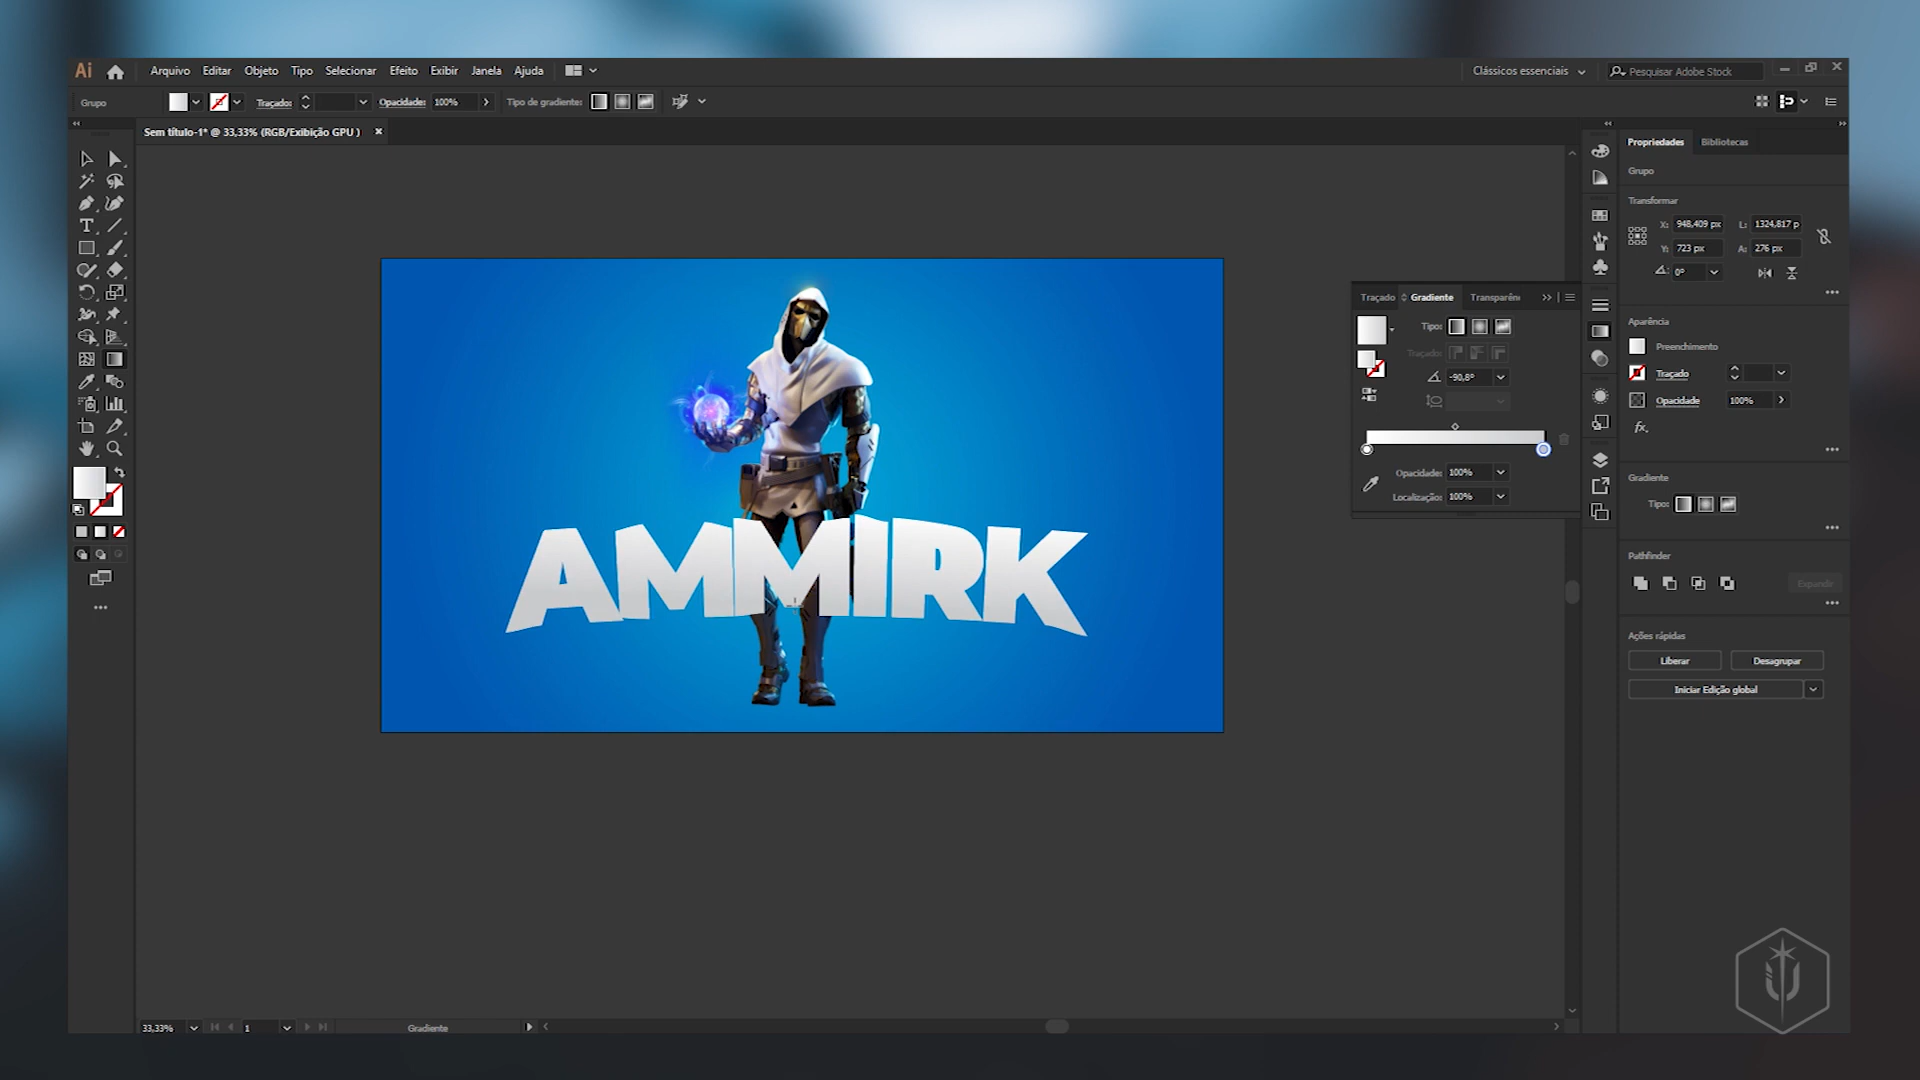 Ai Arquivo Editar Objeto Tipo Selecionar Efeito Exibir Janela Ajuda Clássicos essenciais Pesquisar Adobe Stock
Grupo Traçado: Opacidade: 100% Tipo de gradiente:
Sem título-1* @ 33,33% (RGB/Exibição GPU )
Propriedades Bibliotecas
Grupo
Transformar
X: 948,409 px L: 1324,817 p
Y: 723 px A: 276 px
0°
Traçado Gradiente Transparên
Tipo:
Traçado:
-90,8°
Opacidade: 100%
Localização: 100%
Aparência
Preenchimento
Traçado
Opacidade 100%
fx.
Gradiente
Tipo:
Pathfinder
Expandir
Ações rápidas
Liberar Desagrupar
Iniciar Edição global
AMMIRK
33,33% 1 Gradiente